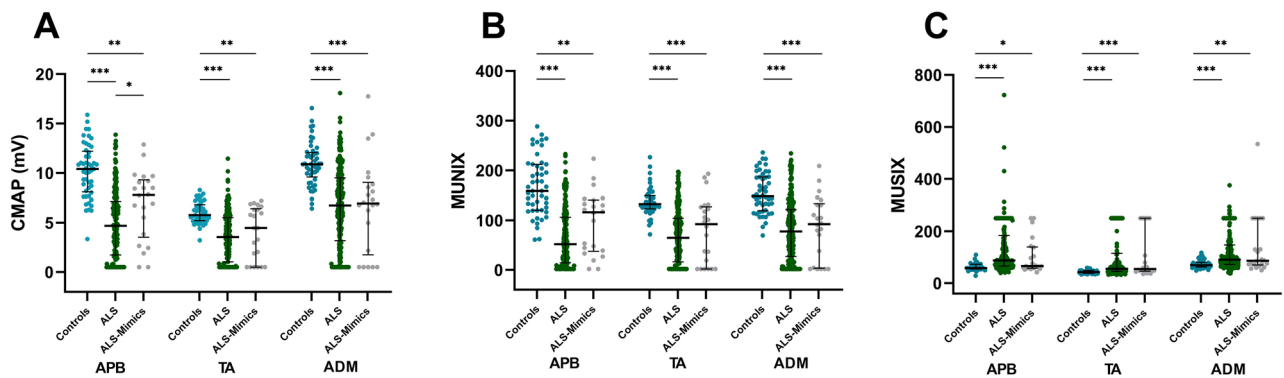 A
** ** ***
*** * *** ***
20
15
10
5
0
CMAP (mV)
Controls ALS ALS-Mimics Controls ALS ALS-Mimics Controls ALS ALS-Mimics
APB TA ADM
B
** *** ***
*** *** ***
400
300
200
100
0
MUNIX
Controls ALS ALS-Mimics Controls ALS ALS-Mimics Controls ALS ALS-Mimics
APB TA ADM
C
* *** **
*** *** ***
800
600
400
200
0
MUSIX
Controls ALS ALS-Mimics Controls ALS ALS-Mimics Controls ALS ALS-Mimics
APB TA ADM